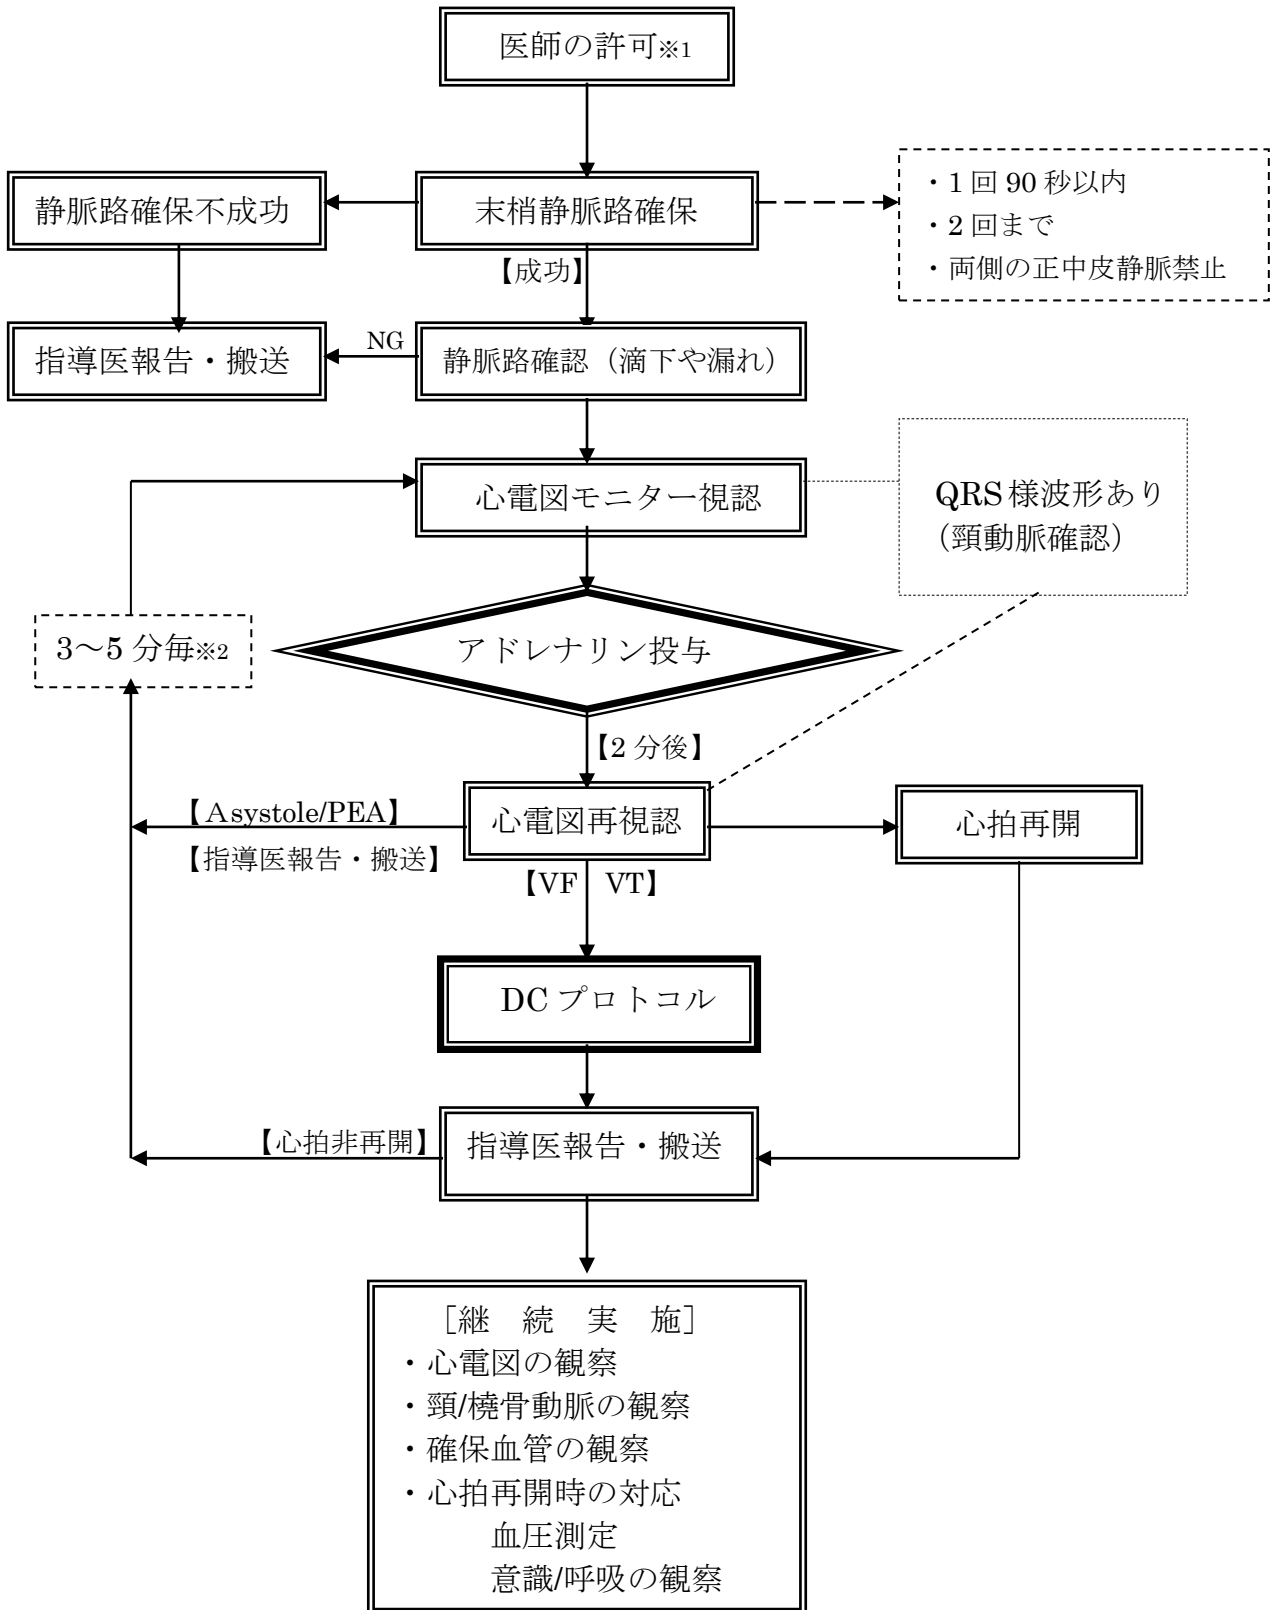 医師の許可※1
・1回90秒以内
・2回まで
・両側の正中皮静脈禁止
静脈路確保不成功
末梢静脈路確保
【成功】
指導医報告・搬送
NG
静脈路確認（滴下や漏れ）
心電図モニター視認
QRS様波形あり
（頸動脈確認）
3～5分毎※2
アドレナリン投与
【2分後】
【Ａsystole/PEA】
【指導医報告・搬送】
心電図再視認
心拍再開
【VF　VT】
DCプロトコル
【心拍非再開】
指導医報告・搬送
［継　続　実　施］
・心電図の観察
・頸/橈骨動脈の観察
・確保血管の観察
・心拍再開時の対応
血圧測定
意識/呼吸の観察